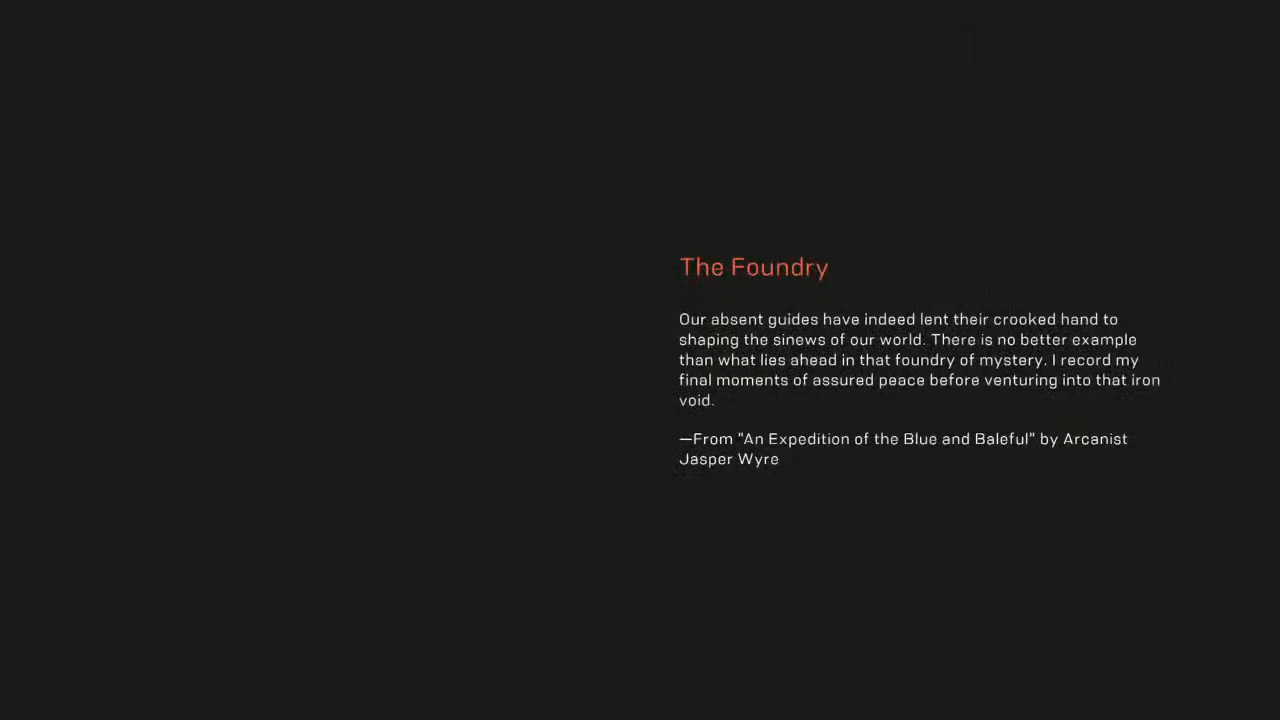 The Foundry
Our absent guides have indeed lent their crooked hand to
shaping the sinews of our world. There is no better example
than what lies ahead in that foundry of mystery. I record my
final moments of assured peace before venturing into that iron
void.
—From "An Expedition of the Blue and Baleful" by Arcanist
Jasper Wyre